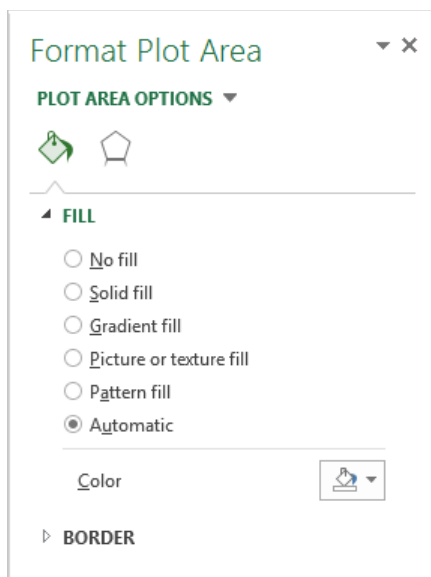 Format Plot Area
PLOT AREA OPTIONS
FILL
No fill
Solid fill
Gradient fill
Picture or texture fill
Pattern fill
Automatic
Color
BORDER